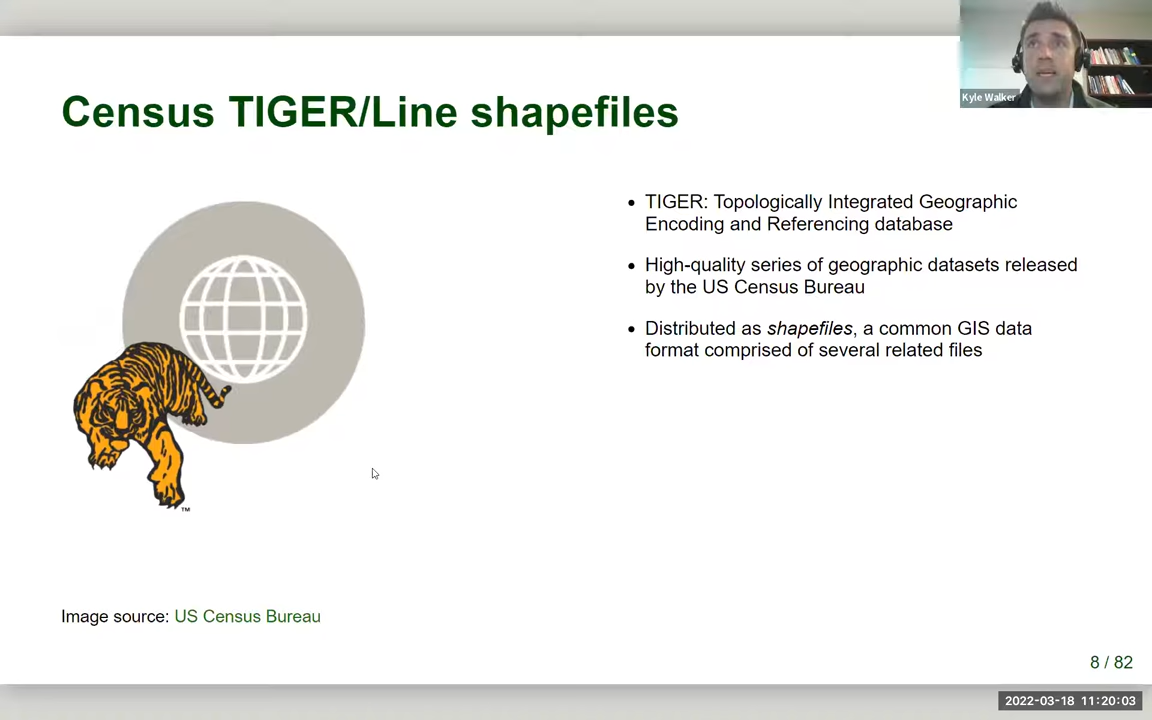 Kyle Walker
Census TIGER/Line shapefiles
• TIGER: Topologically Integrated Geographic
Encoding and Referencing database
• High-quality series of geographic datasets released
by the US Census Bureau
• Distributed as shapefiles, a common GIS data
format comprised of several related files
™
Image source: US Census Bureau
8 / 82
2022-03-18 11:20:03